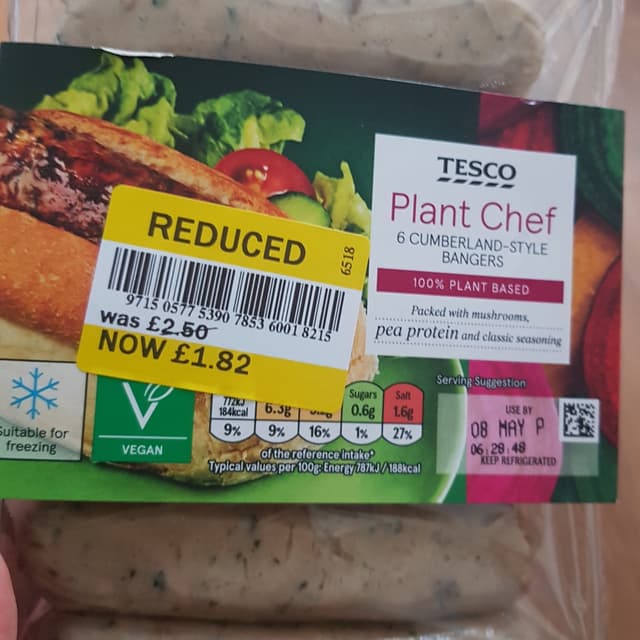 TESCO
Plant Chef
6 CUMBERLAND-STYLE
BANGERS
100% PLANT BASED
Packed with mushrooms,
pea protein and classic seasoning
REDUCED
6518
9715 0577 5390 7853 6001 8215
was £2.50
NOW £1.82
Suitable for
freezing
VEGAN
772kJ
184kcal
9%
6.3g
9%
16%
Sugars
0.6g
1%
Salt
1.6g
27%
of the reference intake*
Typical values per 100g: Energy 787kJ / 188kcal
Serving Suggestion
USE BY
08 MAY P
06:28:48
KEEP REFRIGERATED